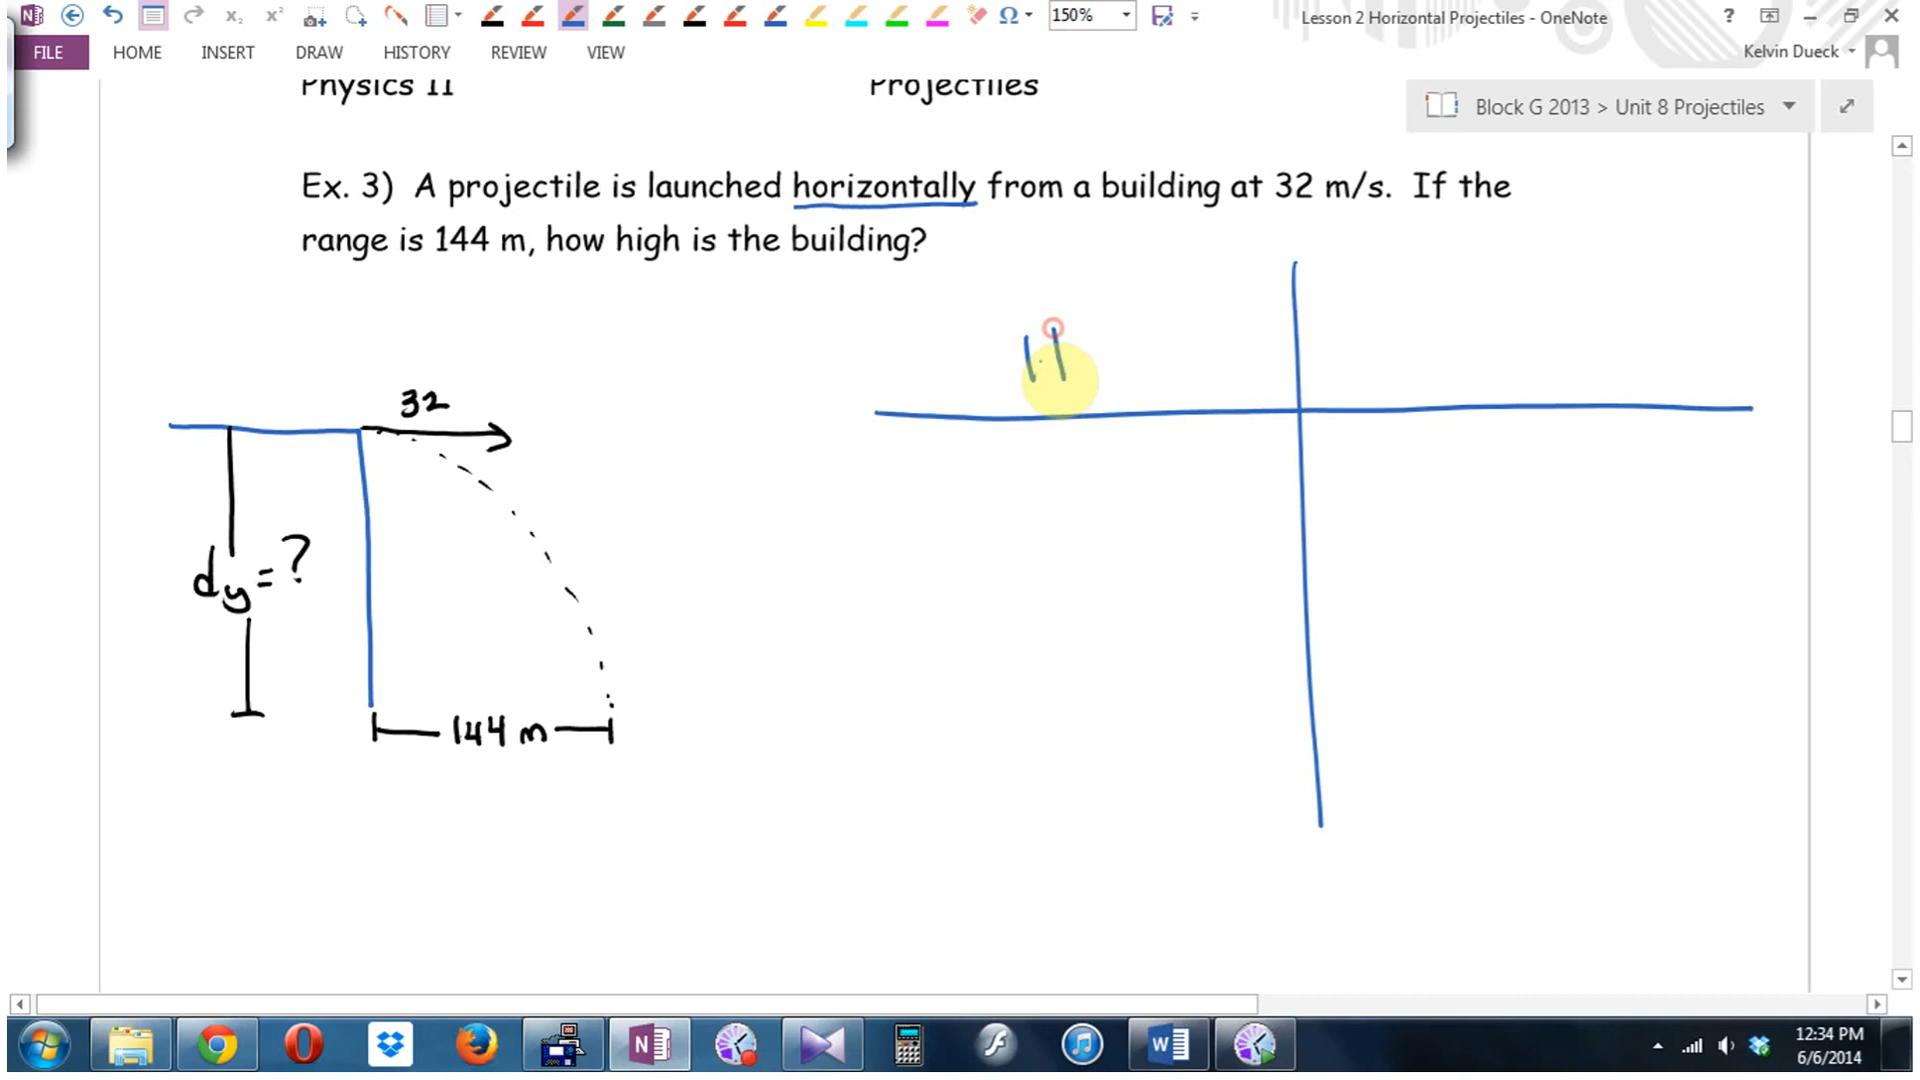 150%
Lesson 2 Horizontal Projectiles - OneNote
?
FILE
HOME
INSERT
DRAW
HISTORY
REVIEW
VIEW
Kelvin Dueck
Physics 11
Projectiles
Block G 2013 > Unit 8 Projectiles
Ex. 3) A projectile is launched horizontally from a building at 32 m/s. If the
range is 144 m, how high is the building?
32
dy = ?
144 m
12:34 PM
6/6/2014